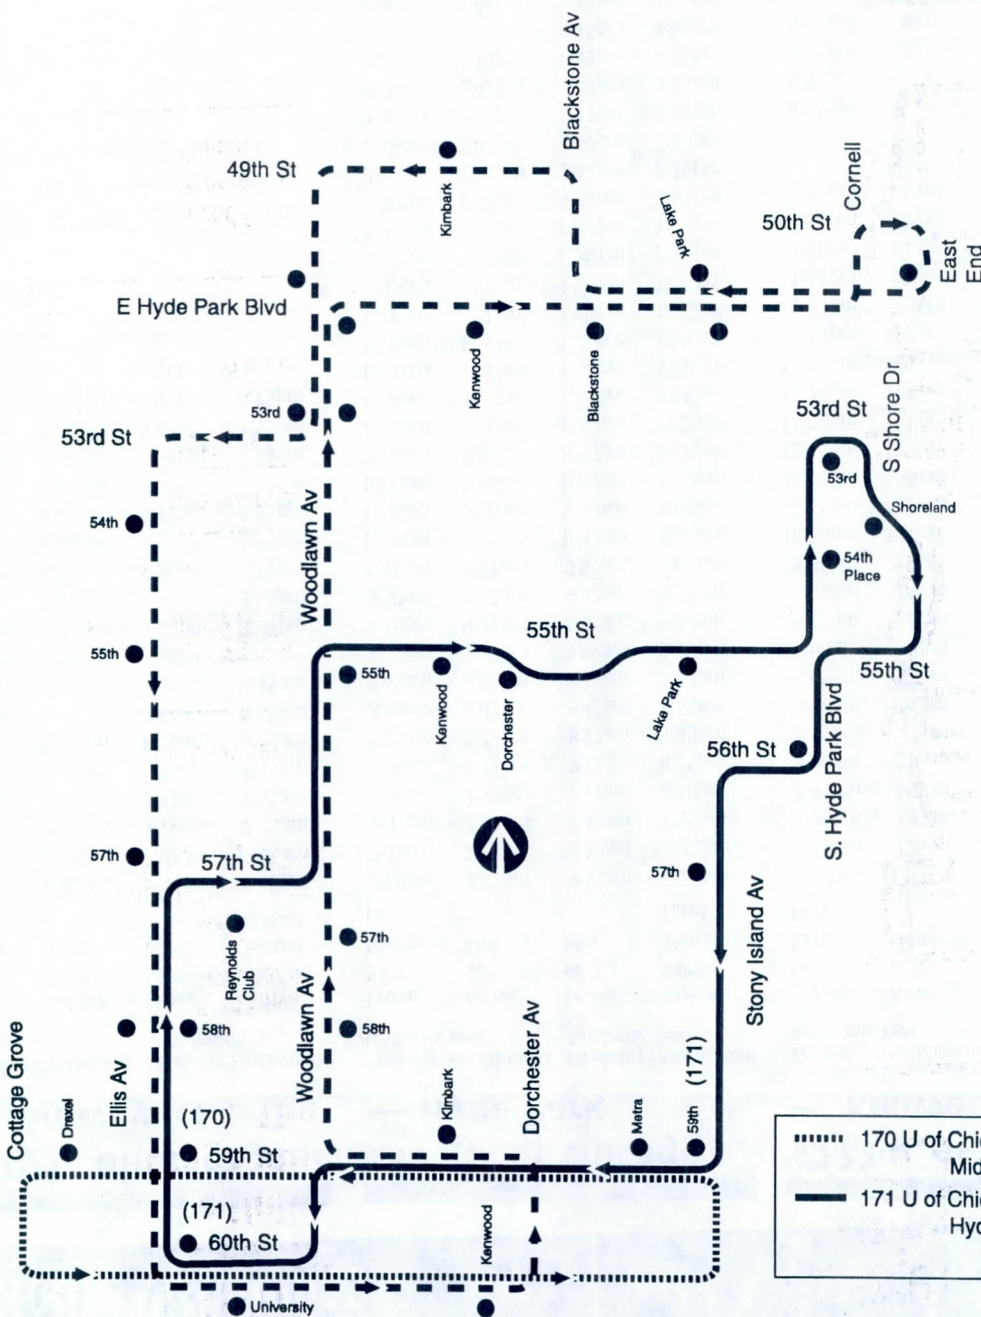 Blackstone Av
49th St
Kimbark
Lake Park
50th St
Cornell
East
End
E Hyde Park Blvd
Kenwood
Blackstone
53rd
53rd St
53rd St
S. Shore Dr
53rd
Shoreland
54th
54th
Place
Woodlawn Av
55th St
55th
55th
Kenwood
Dorchester
Lake Park
55th St
56th St
S. Hyde Park Blvd
57th
57th St
57th
Stony Island Av
Reynolds
Club
57th
Woodlawn Av
58th
58th
Cottage Grove
Drexel
Ellis Av
(170)
59th St
Kimbark
Dorchester Av
Metra
59th
(171)
(171)
60th St
Kenwood
University
170 U of Chi
Mid
171 U of Chi
Hyd